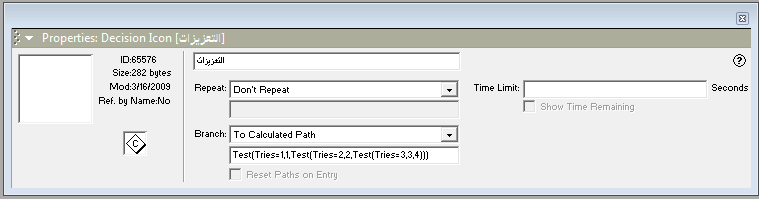 Properties: Decision Icon [التعزيزات]
ID:65576
Size:282 bytes
Mod:3/16/2009
Ref. by Name:No
C
التعزيزات
Repeat: Don't Repeat
Time Limit: Seconds
Show Time Remaining
Branch: To Calculated Path
Test(Tries=1,1,Test(Tries=2,2,Test(Tries=3,3,4)))
Reset Paths on Entry
?